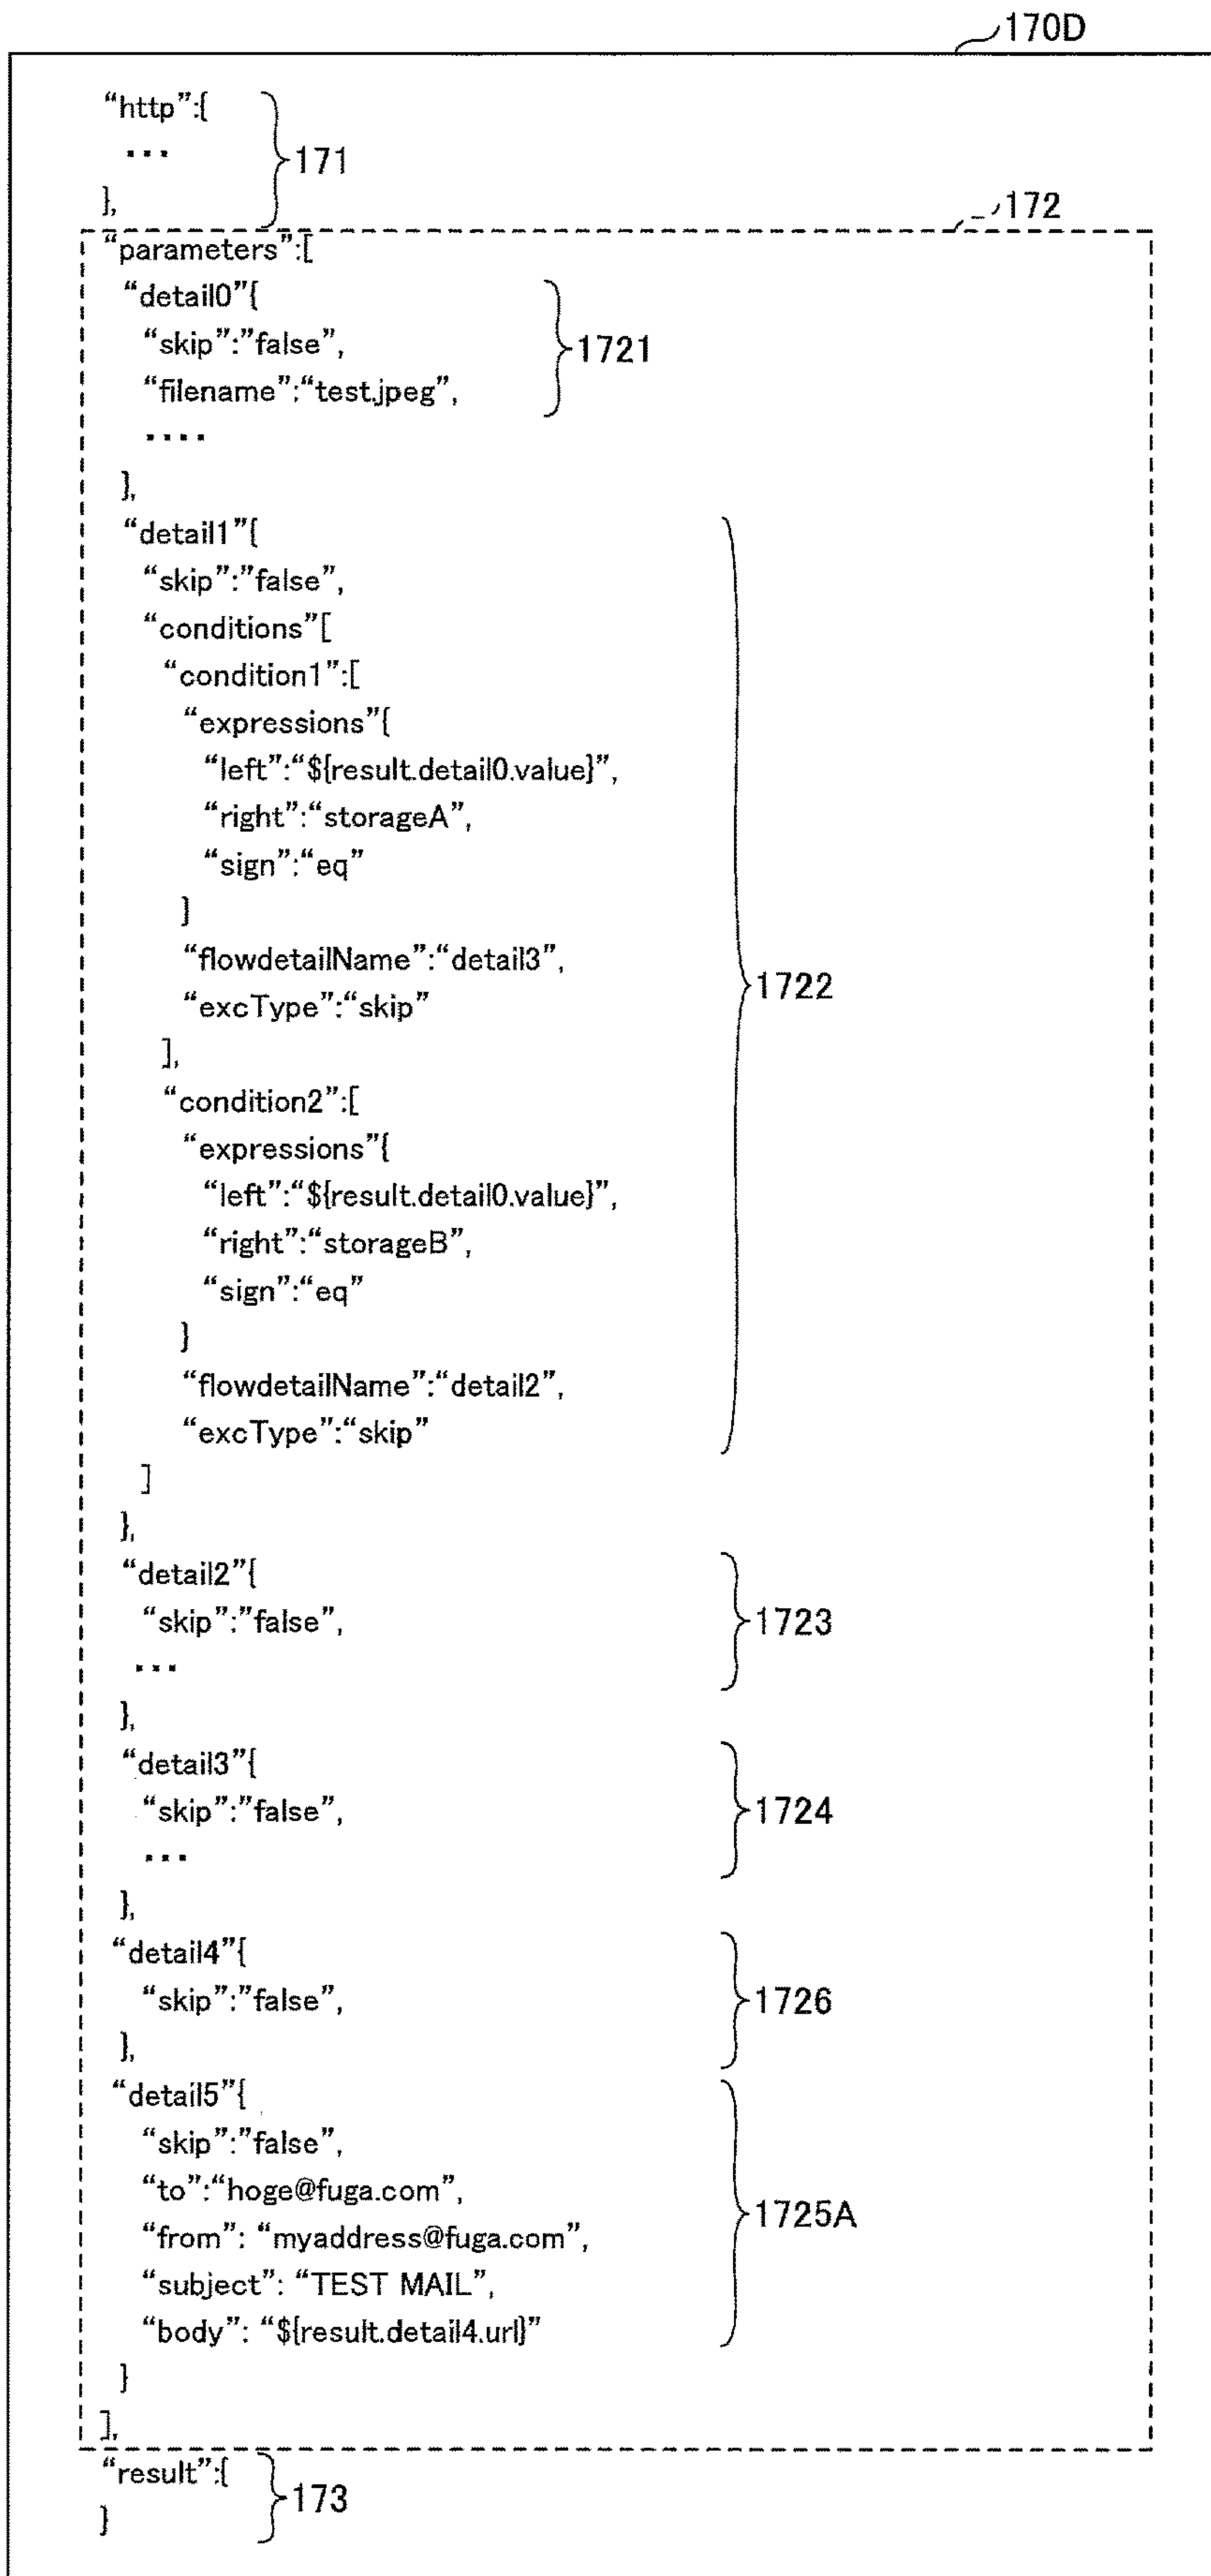 170D
“http”:{
...
},
171
172
“parameters”:[
“detail0”{
“skip”:”false”,
“filename”:“test.jpeg”,
1721
....
],
“detail1”{
“skip”:”false”,
“conditions”[
“condition1”:[
“expressions”{
“left”:“${result.detail0.value}”,
“right”:“storageA”,
“sign”:“eq”
}
“flowdetailName”:“detail3”,
“excType”:“skip”
1722
],
“condition2”:[
“expressions”{
“left”:“${result.detail0.value}”,
“right”:“storageB”,
“sign”:“eq”
}
“flowdetailName”:“detail2”,
“excType”:“skip”
]
},
“detail2”{
“skip”:”false”,
1723
...
},
“detail3”{
“skip”:”false”,
1724
...
},
“detail4”{
“skip”:”false”,
1726
},
“detail5”{
“skip”:”false”,
“to”:“hoge@fuga.com”,
“from”: “myaddress@fuga.com”,
1725A
“subject”: “TEST MAIL”,
“body”: “${result.detail4.url}”
}
],
“result”:{
173
}